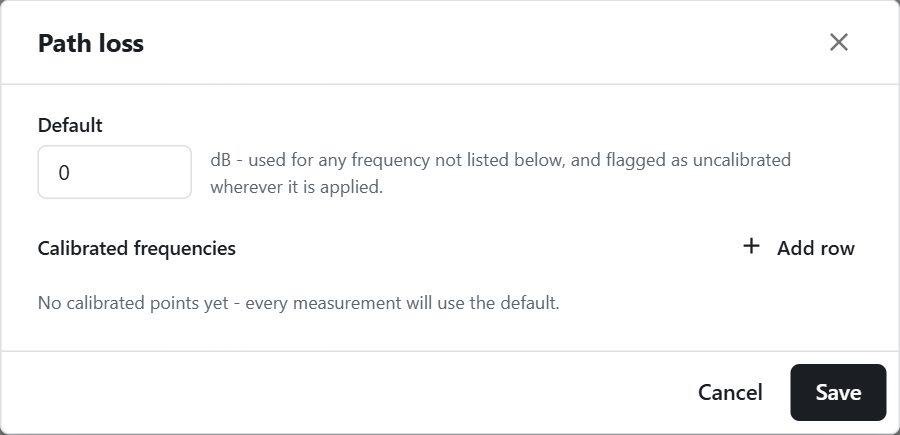 Path loss
Default
0
dB - used for any frequency not listed below, and flagged as uncalibrated
wherever it is applied.
Calibrated frequencies
Add row
No calibrated points yet - every measurement will use the default.
Cancel
Save